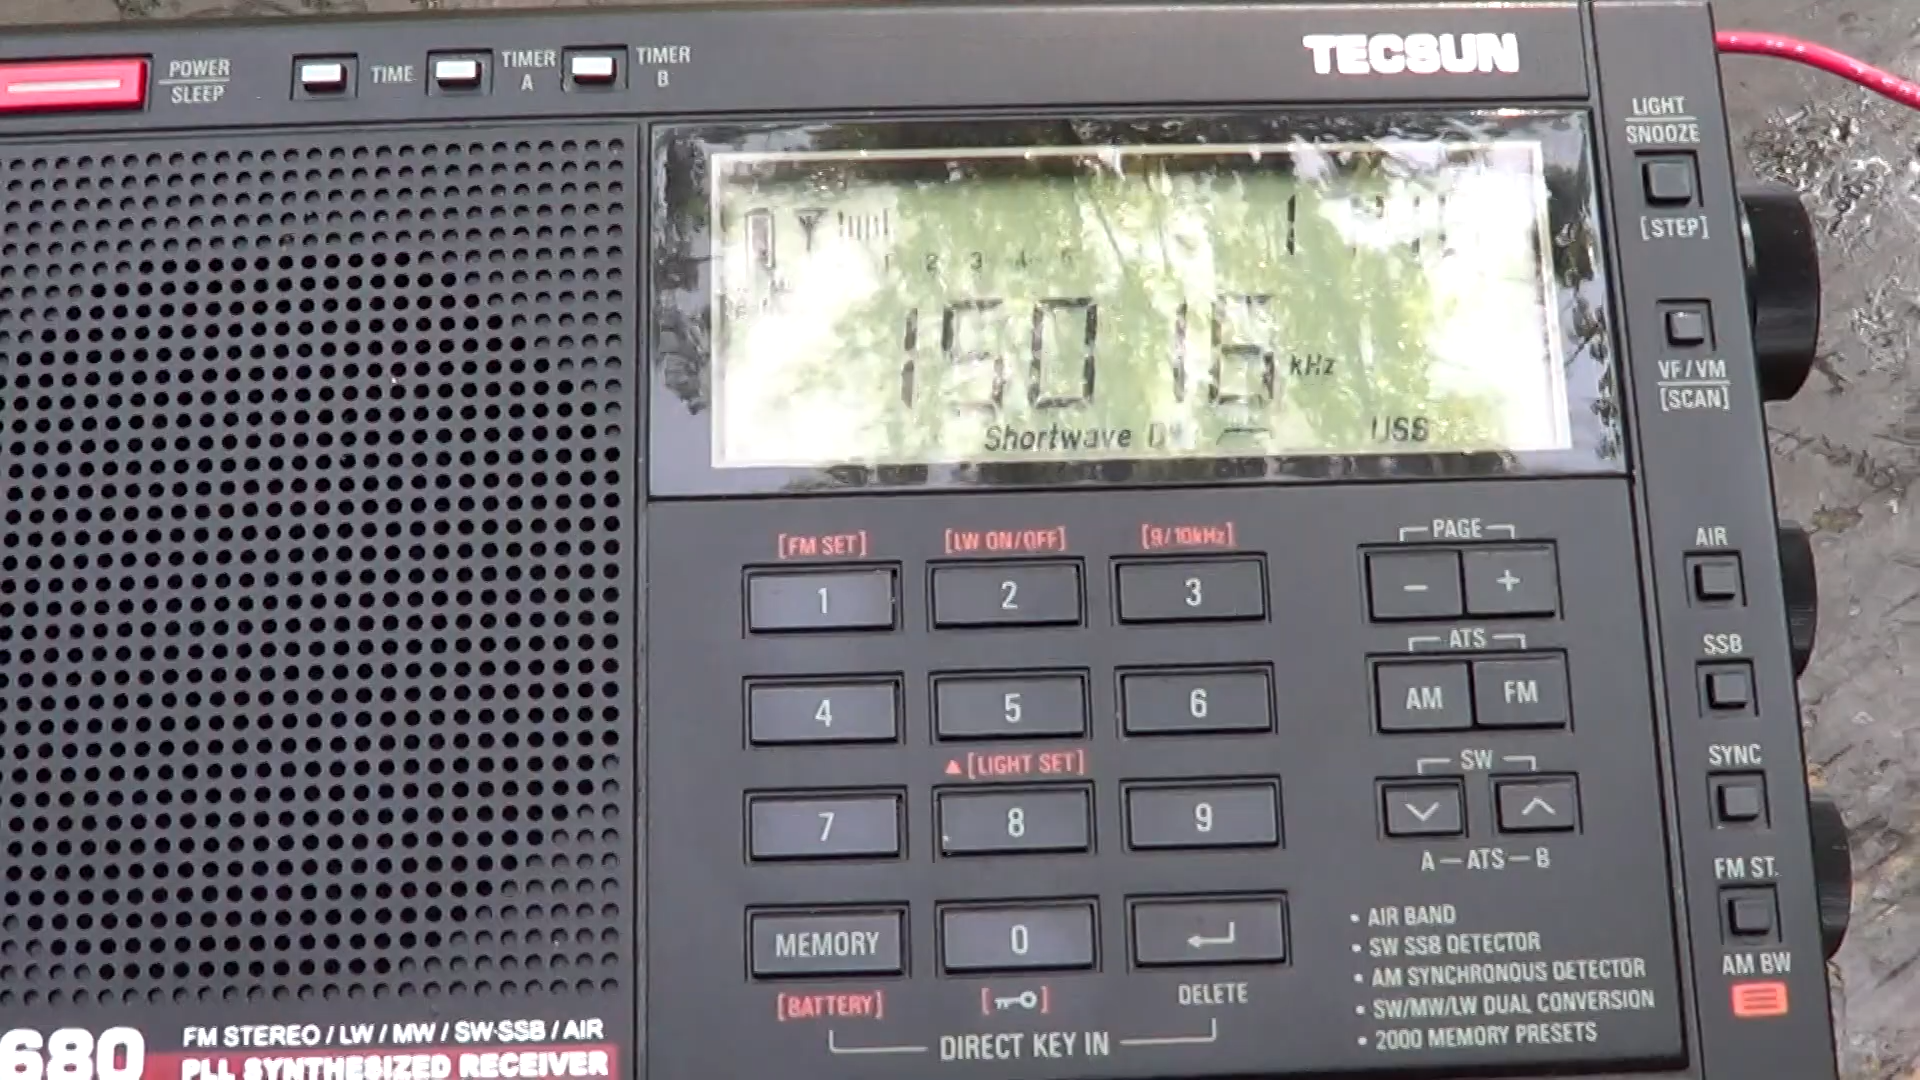 POWER
SLEEP
TIME
TIMER
A
TIMER
B
TECSUN
LIGHT
SNOOZE
[STEP]
1 2 3 4 5
15016 kHz
Shortwave
USB
VF/VM
[SCAN]
[FM SET] [LW ON/OFF] [9/10kHz]
PAGE
1 2 3 - +
AIR
ATS
SSB
4 5 6 AM FM
▲[LIGHT SET]
SW
SYNC
7 8 9
A—ATS—B
FM ST.
MEMORY 0
[BATTERY] DELETE
DIRECT KEY IN
• AIR BAND
• SW SSB DETECTOR
• AM SYNCHRONOUS DETECTOR
• SW/MW/LW DUAL CONVERSION
• 2000 MEMORY PRESETS
AM BW
680
FM STEREO / LW / MW / SW-SSB / AIR
PLL SYNTHESIZED RECEIVER